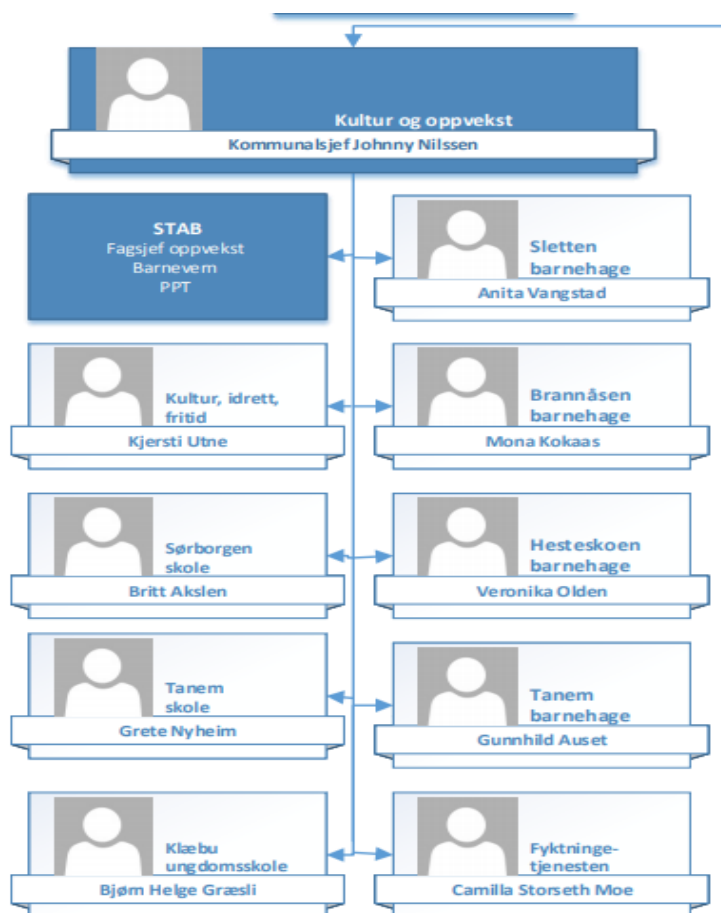 Kultur og oppvekst
Kommunalsjef Johnny Nilssen
STAB
Fagsjef oppvekst
Barnevern
PPT
Sletten
barnehage
Anita Vangstad
Kultur, idrett,
fritid
Kjersti Utne
Brannåsen
barnehage
Mona Kokaas
Sørborgen
skole
Britt Akslen
Hesteskoen
barnehage
Veronika Olden
Tanem
skole
Grete Nyheim
Tanem
barnehage
Gunnhild Auset
Klæbu
ungdomsskole
Bjørn Helge Græsli
Fyktninge-
tjenesten
Camilla Storseth Moe